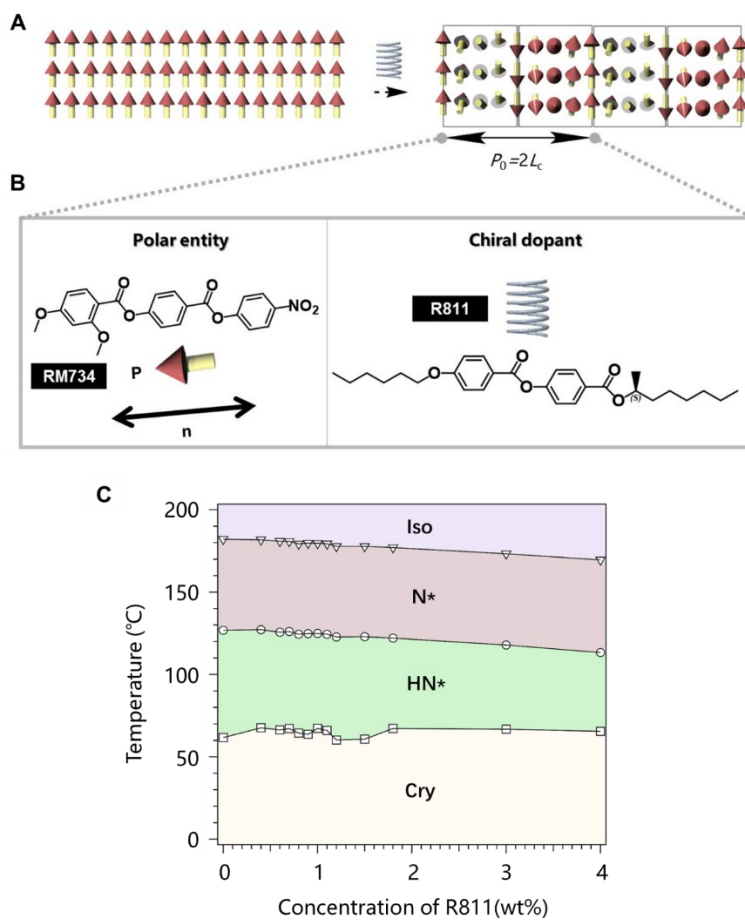 A
P₀=2L꜀
B
Polar entity
O
O
O
O
O
O
NO₂
RM734
P
n
Chiral dopant
R811
O
O
O
O
O
(S)
C
200
150
100
50
0
Iso
N*
HN*
Cry
Temperature (℃)
0
1
2
3
4
Concentration of R811(wt%)